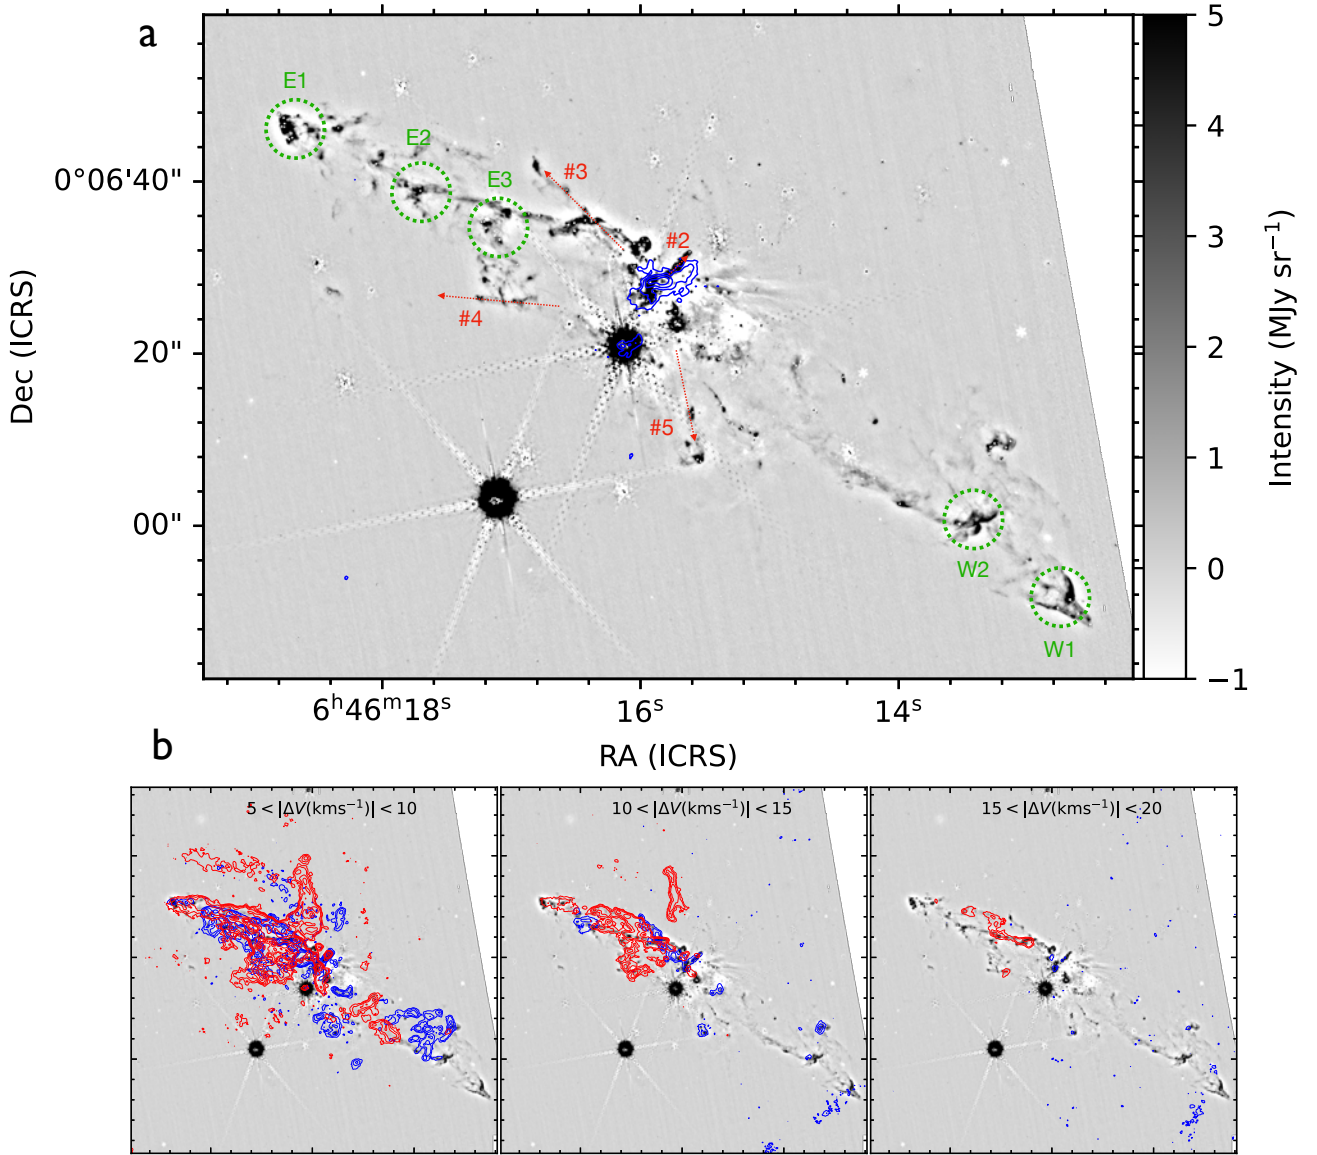 a
E1
E2
E3
#3
#2
#4
#5
W2
W1
0°06'40"
20"
00"
Dec (ICRS)
6ʰ46ᵐ18ˢ
16ˢ
14ˢ
RA (ICRS)
5
4
3
2
1
0
−1
Intensity (MJy sr⁻¹)
b
5 < |ΔV(kms⁻¹)| < 10
10 < |ΔV(kms⁻¹)| < 15
15 < |ΔV(kms⁻¹)| < 20